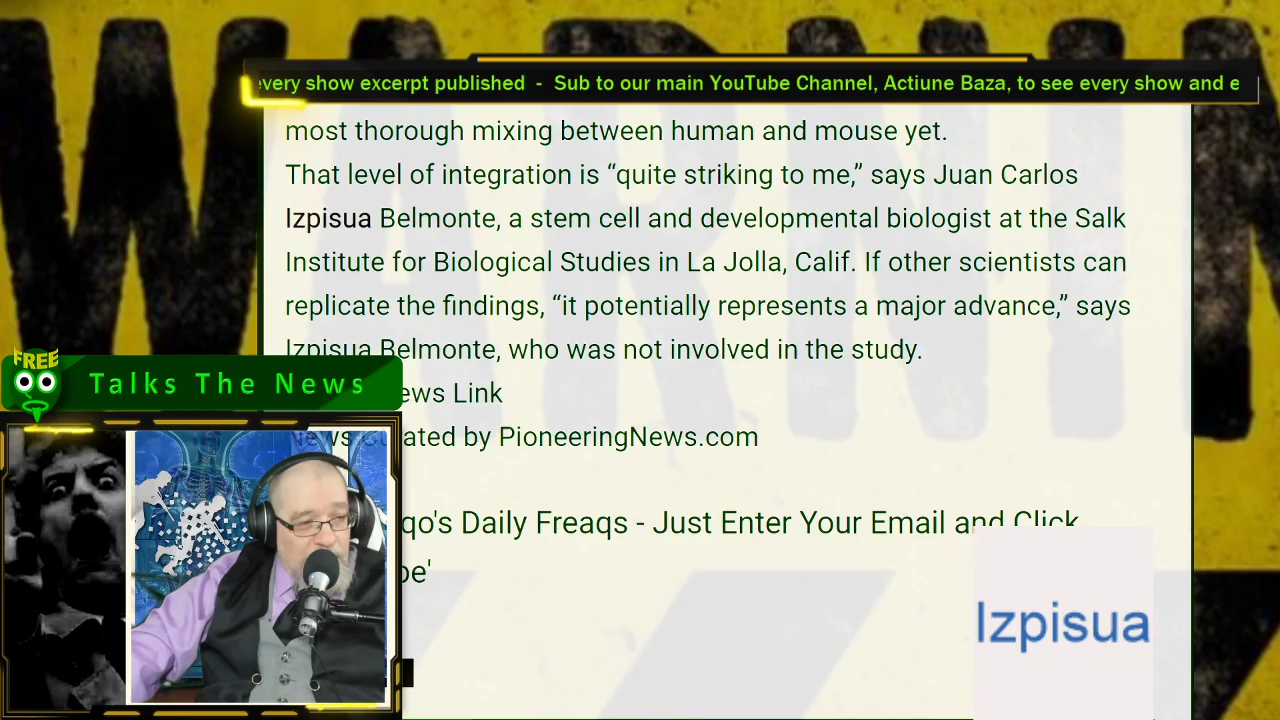 every show excerpt published - Sub to our main YouTube Channel, Actiune Baza, to see every show and e
most thorough mixing between human and mouse yet.
That level of integration is “quite striking to me,” says Juan Carlos
Izpisua Belmonte, a stem cell and developmental biologist at the Salk
Institute for Biological Studies in La Jolla, Calif. If other scientists can
replicate the findings, “it potentially represents a major advance,” says
Izpisua Belmonte, who was not involved in the study.
ews Link
News Curated by PioneeringNews.com
FREE
Talks The News
qo's Daily Freaqs - Just Enter Your Email and Click
be'
Izpisua